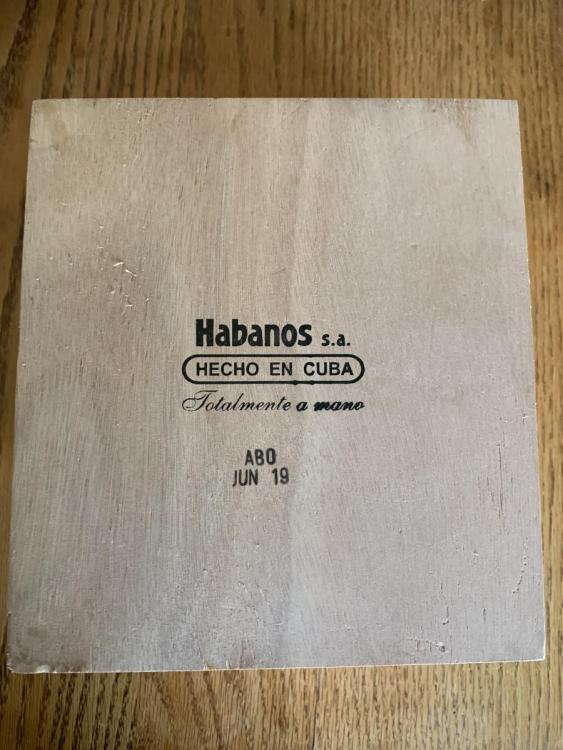 Habanos s.a.
HECHO EN CUBA
Totalmente a mano
ABO
JUN 19